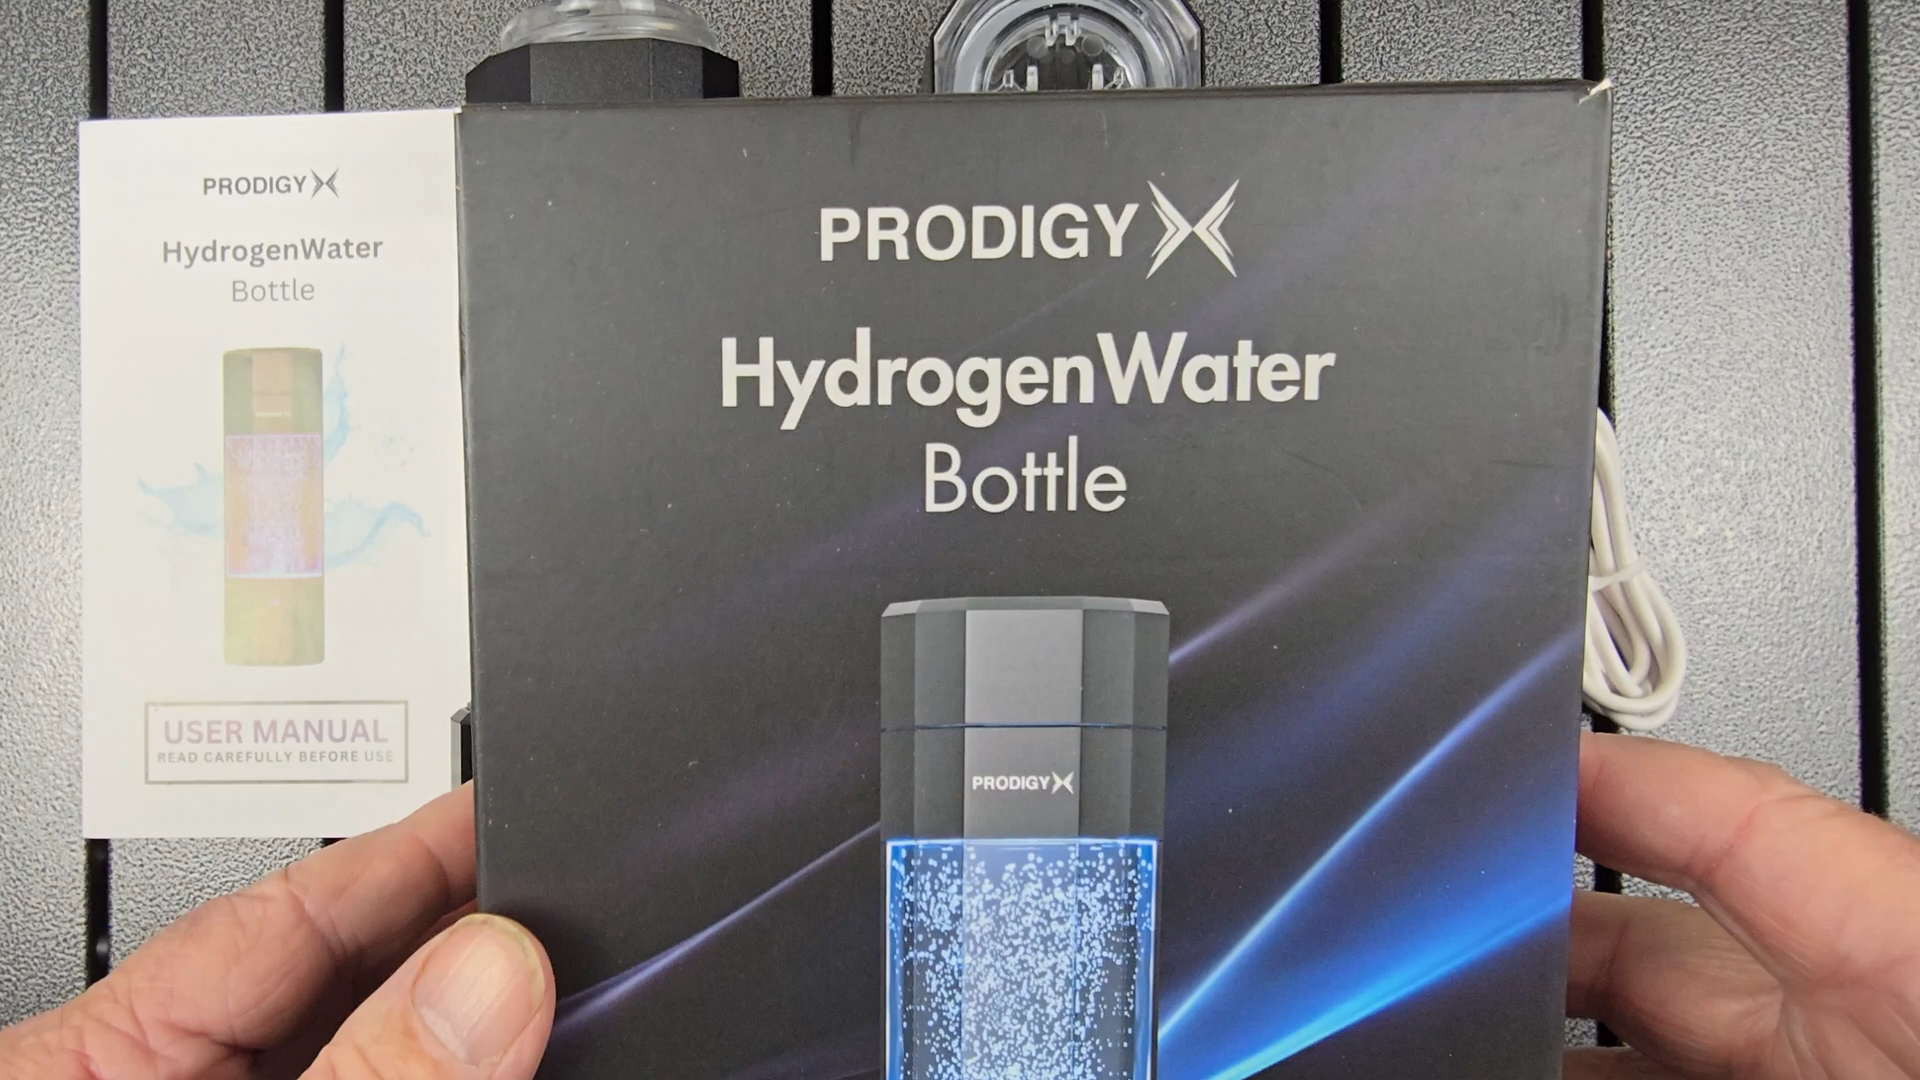 PRODIGY X
HydrogenWater
Bottle
USER MANUAL
READ CAREFULLY BEFORE USE
PRODIGY X
HydrogenWater
Bottle
PRODIGY X